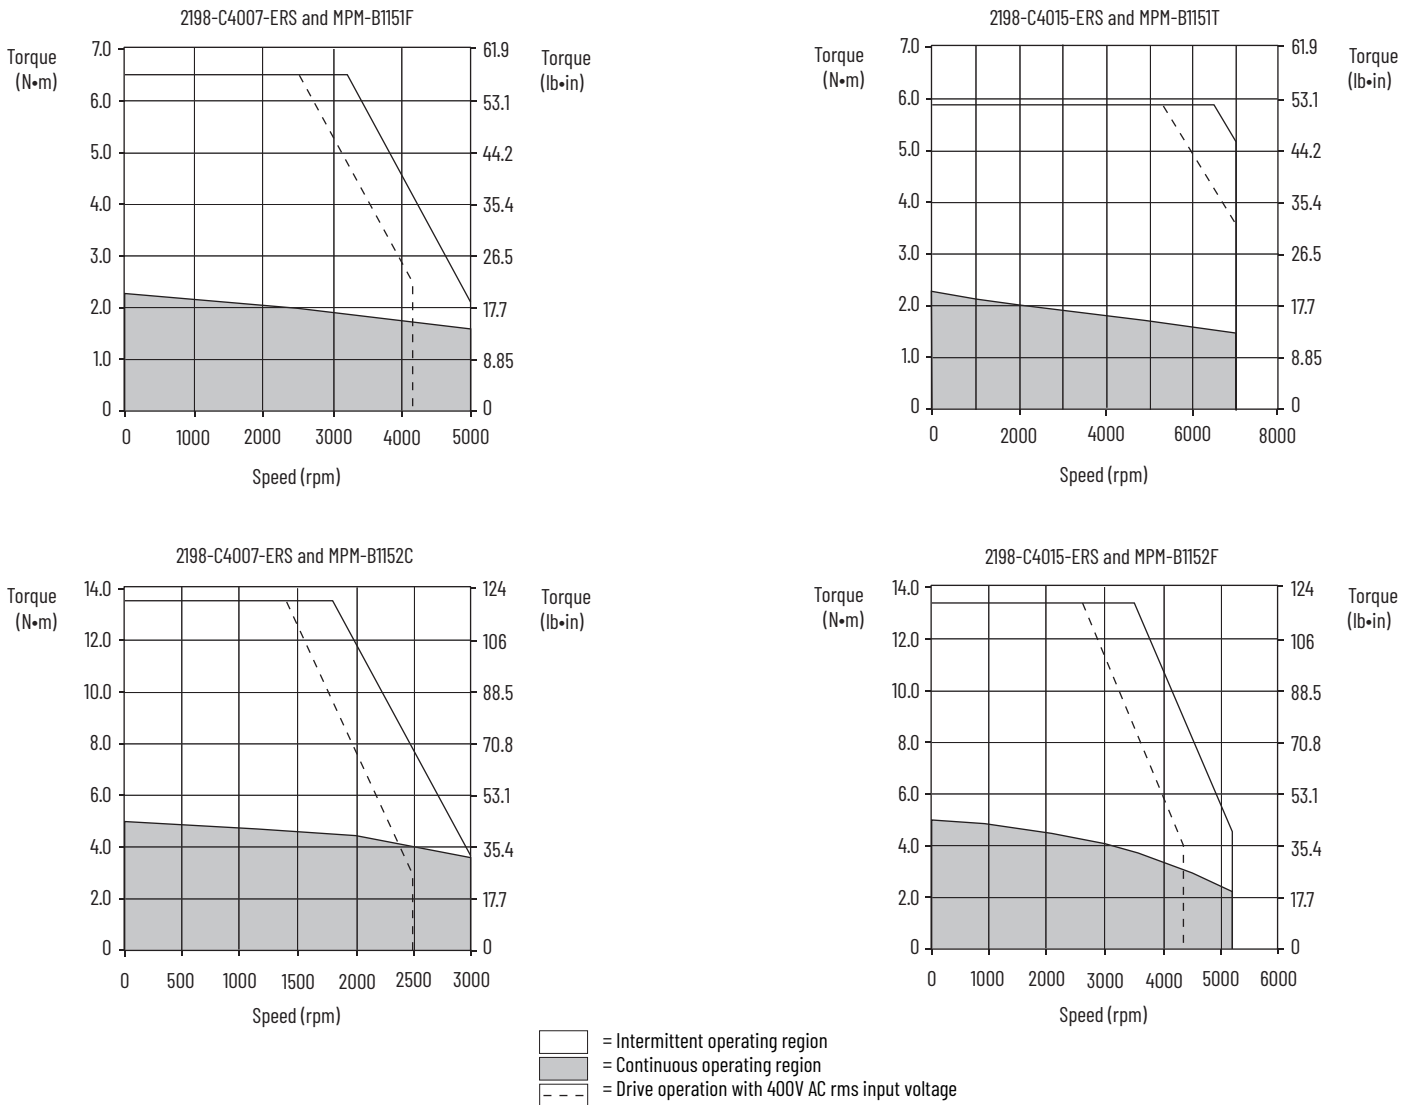 2198-C4007-ERS and MPM-B1151F
Torque
(N•m)
7.0
6.0
5.0
4.0
3.0
2.0
1.0
0
61.9
53.1
44.2
35.4
26.5
17.7
8.85
0
Torque
(lb•in)
0 1000 2000 3000 4000 5000
Speed (rpm)
2198-C4015-ERS and MPM-B1151T
Torque
(N•m)
7.0
6.0
5.0
4.0
3.0
2.0
1.0
0
61.9
53.1
44.2
35.4
26.5
17.7
8.85
0
Torque
(lb•in)
0 2000 4000 6000 8000
Speed (rpm)
2198-C4007-ERS and MPM-B1152C
Torque
(N•m)
14.0
12.0
10.0
8.0
6.0
4.0
2.0
0
124
106
88.5
70.8
53.1
35.4
17.7
0
Torque
(lb•in)
0 500 1000 1500 2000 2500 3000
Speed (rpm)
2198-C4015-ERS and MPM-B1152F
Torque
(N•m)
14.0
12.0
10.0
8.0
6.0
4.0
2.0
0
124
106
88.5
70.8
53.1
35.4
17.7
0
Torque
(lb•in)
0 1000 2000 3000 4000 5000 6000
Speed (rpm)
= Intermittent operating region
= Continuous operating region
= Drive operation with 400V AC rms input voltage